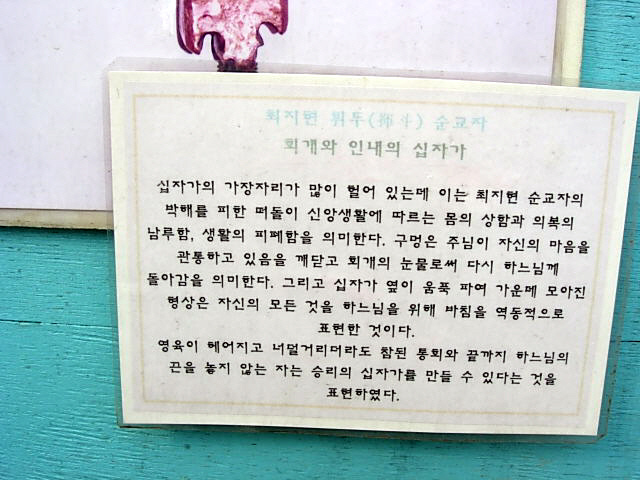 최지현 휘두(揮斗) 순교자
회개와 인내의 십자가
십자가의 가장자리가 많이 헐어 있는데 이는 최지현 순교자의
박해를 피한 떠돌이 신앙생활에 따르는 몸의 상함과 의복의
남루함, 생활의 피폐함을 의미한다. 구멍은 주님이 자신의 마음을
관통하고 있음을 깨닫고 회개의 눈물로써 다시 하느님께
돌아감을 의미한다. 그리고 십자가 옆이 움푹 파여 가운데 모아진
형상은 자신의 모든 것을 하느님을 위해 바침을 역동적으로
표현한 것이다.
영육이 헤어지고 너덜거리더라도 참된 통회와 끝까지 하느님의
끈을 놓지 않는 자는 승리의 십자가를 만들 수 있다는 것을
표현하였다.